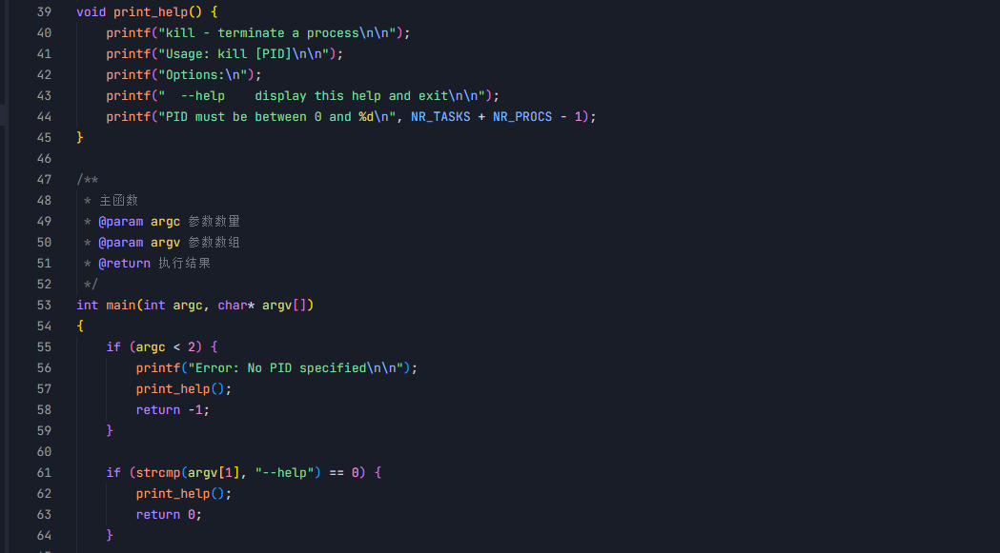 39 void print_help() {
40     printf("kill - terminate a process\n\n");
41     printf("Usage: kill [PID]\n\n");
42     printf("Options:\n");
43     printf("  --help    display this help and exit\n\n");
44     printf("PID must be between 0 and %d\n", NR_TASKS + NR_PROCS - 1);
45 }
46
47 /**
48  * 主函数
49  * @param argc 参数数量
50  * @param argv 参数数组
51  * @return 执行结果
52  */
53 int main(int argc, char* argv[])
54 {
55     if (argc < 2) {
56         printf("Error: No PID specified\n\n");
57         print_help();
58         return -1;
59     }
60
61     if (strcmp(argv[1], "--help") == 0) {
62         print_help();
63         return 0;
64     }